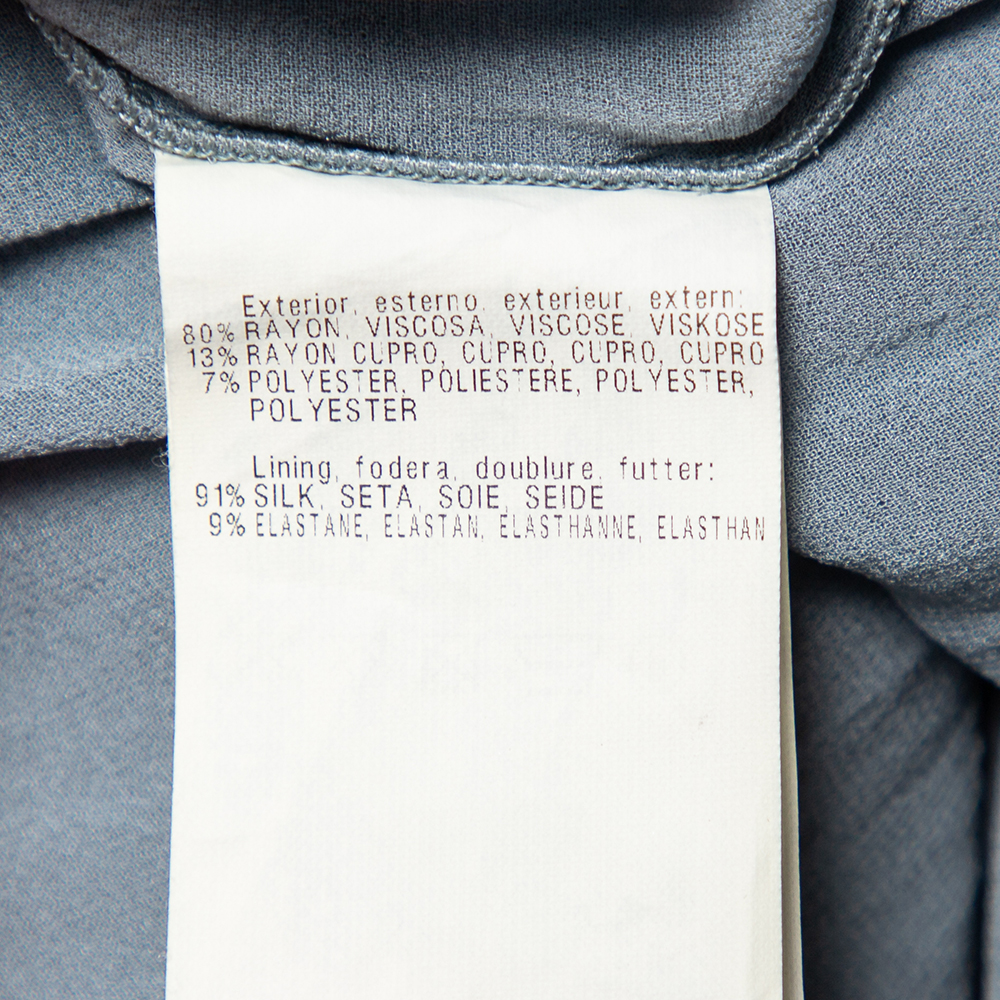 Exterior, esterno, exterieur, extern:
80% RAYON, VISCOSA, VISCOSE, VISKOSE
13% RAYON CUPRO, CUPRO, CUPRO, CUPRO
7% POLYESTER, POLIESTERE, POLYESTER,
POLYESTER
Lining, fodera, doublure, futter:
91% SILK, SETA, SOIE, SEIDE
9% ELASTANE, ELASTAN, ELASTHANNE, ELASTHAN